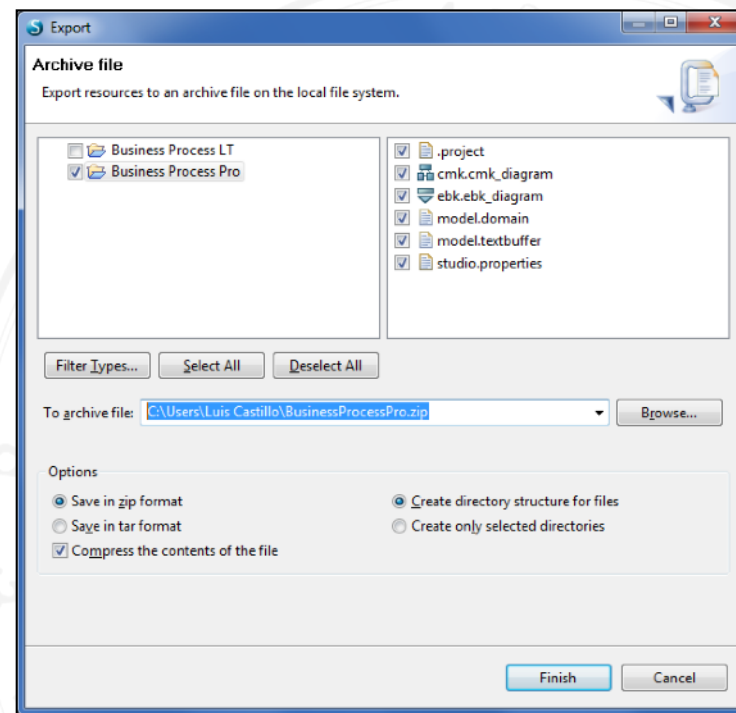 Export
Archive file
Export resources to an archive file on the local file system.
Business Process LT
Business Process Pro
.project
cmk.cmk_diagram
ebk.ebk_diagram
model.domain
model.textbuffer
studio.properties
Filter Types...
Select All
Deselect All
To archive file:
C:\Users\Luis Castillo\BusinessProcessPro.zip
Browse...
Options
Save in zip format
Create directory structure for files
Save in tar format
Create only selected directories
Compress the contents of the file
Finish
Cancel